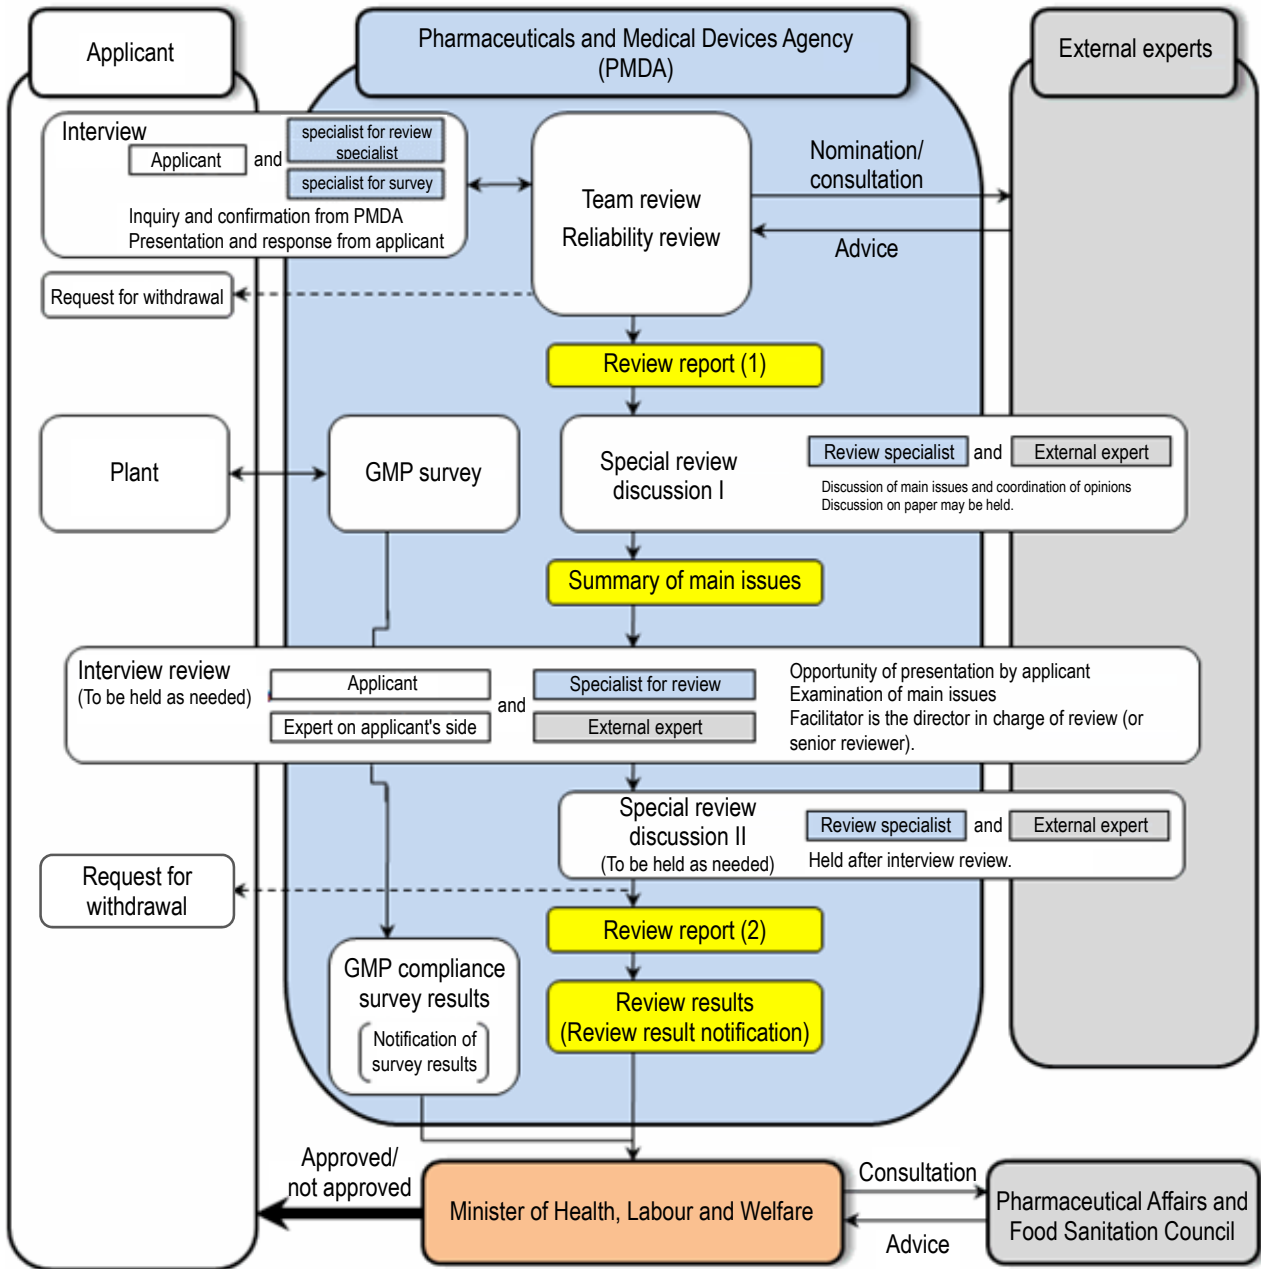 Applicant
Pharmaceuticals and Medical Devices Agency
(PMDA)
External experts
Interview
Applicant
and
specialist for review
specialist
specialist for survey
Inquiry and confirmation from PMDA
Presentation and response from applicant
Team review
Reliability review
Nomination/
consultation
Advice
Request for withdrawal
Review report (1)
Plant
GMP survey
Special review
discussion I
Review specialist
and
External expert
Discussion of main issues and coordination of opinions
Discussion on paper may be held.
Summary of main issues
Interview review
(To be held as needed)
Applicant
Expert on applicant's side
and
Specialist for review
External expert
Opportunity of presentation by applicant
Examination of main issues
Facilitator is the director in charge of review (or
senior reviewer).
Special review
discussion II
(To be held as needed)
Review specialist
and
External expert
Held after interview review.
Request for
withdrawal
Review report (2)
GMP compliance
survey results
Notification of
survey results
Review results
(Review result notification)
Approved/
not approved
Minister of Health, Labour and Welfare
Consultation
Advice
Pharmaceutical Affairs and
Food Sanitation Council